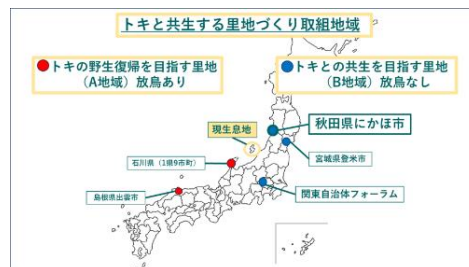 トキと共生する里地づくり取組地域
●トキの野生復帰を目指す里地
（A地域）放鳥あり
●トキとの共生を目指す里地
（B地域）放鳥なし
現生息地
秋田県にかほ市
宮城県登米市
石川県（1県9市町）
関東自治体フォーラム
島根県出雲市